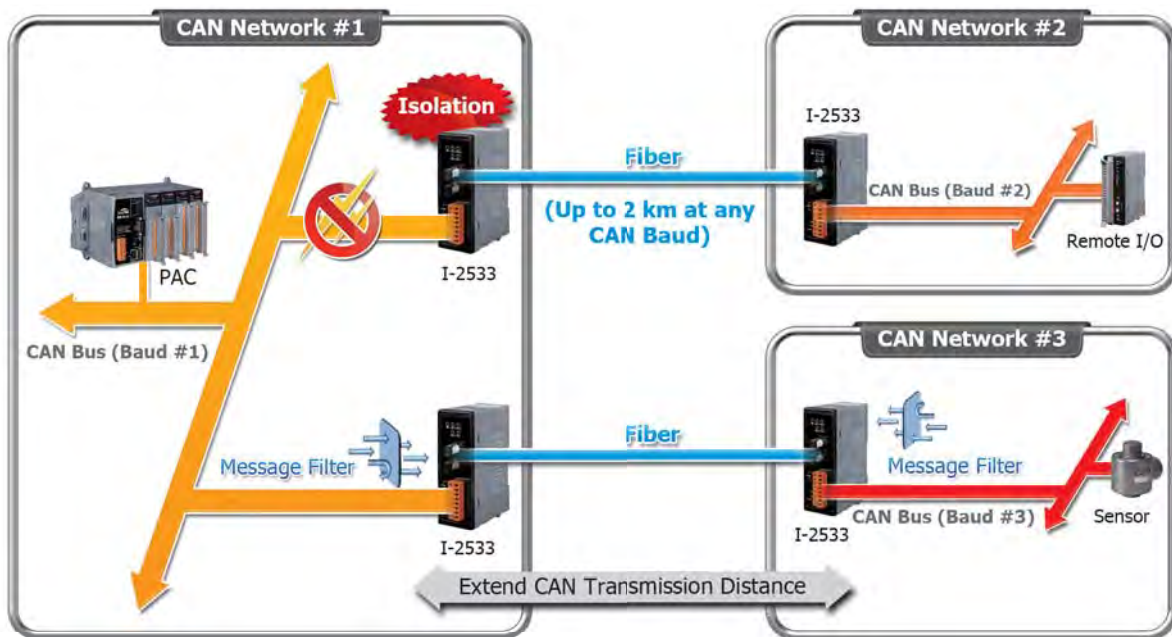 CAN Network #1
Isolation
PAC
CAN Bus (Baud #1)
I-2533
Message Filter
I-2533
Fiber
(Up to 2 km at any
CAN Baud)
Fiber
Extend CAN Transmission Distance
CAN Network #2
I-2533
CAN Bus (Baud #2)
Remote I/O
CAN Network #3
Message Filter
CAN Bus (Baud #3)
I-2533
Sensor